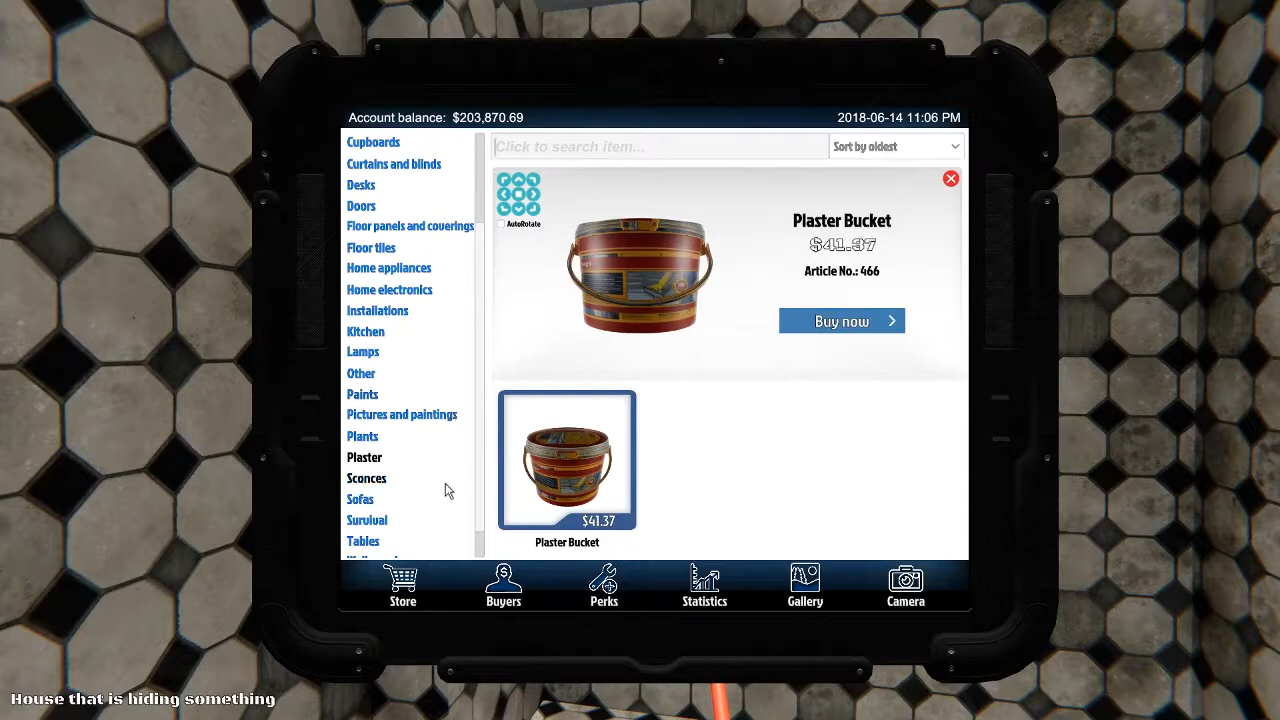 Account balance: $203,870.69
2018-06-14 11:06 PM
Cupboards
Curtains and blinds
Desks
Doors
Floor panels and coverings
Floor tiles
Home appliances
Home electronics
Installations
Kitchen
Lamps
Other
Paints
Pictures and paintings
Plants
Plaster
Sconces
Sofas
Survival
Tables
Click to search item...
Sort by oldest
AutoRotate
Plaster Bucket
$41.37
Article No.: 466
Buy now
$41.37
Plaster Bucket
Store
Buyers
Perks
Statistics
Gallery
Camera
House that is hiding something